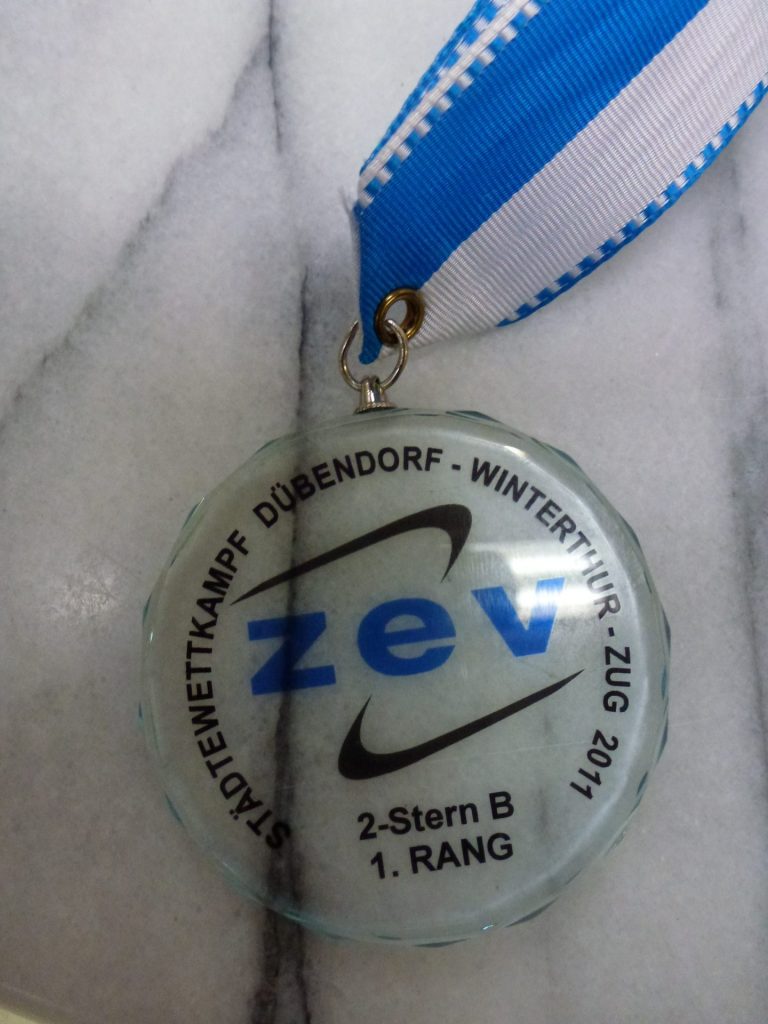 STÄDTEWETTKAMPF DÜBENDORF - WINTERTHUR - ZUG 2011
zev
2-Stern B
1. RANG